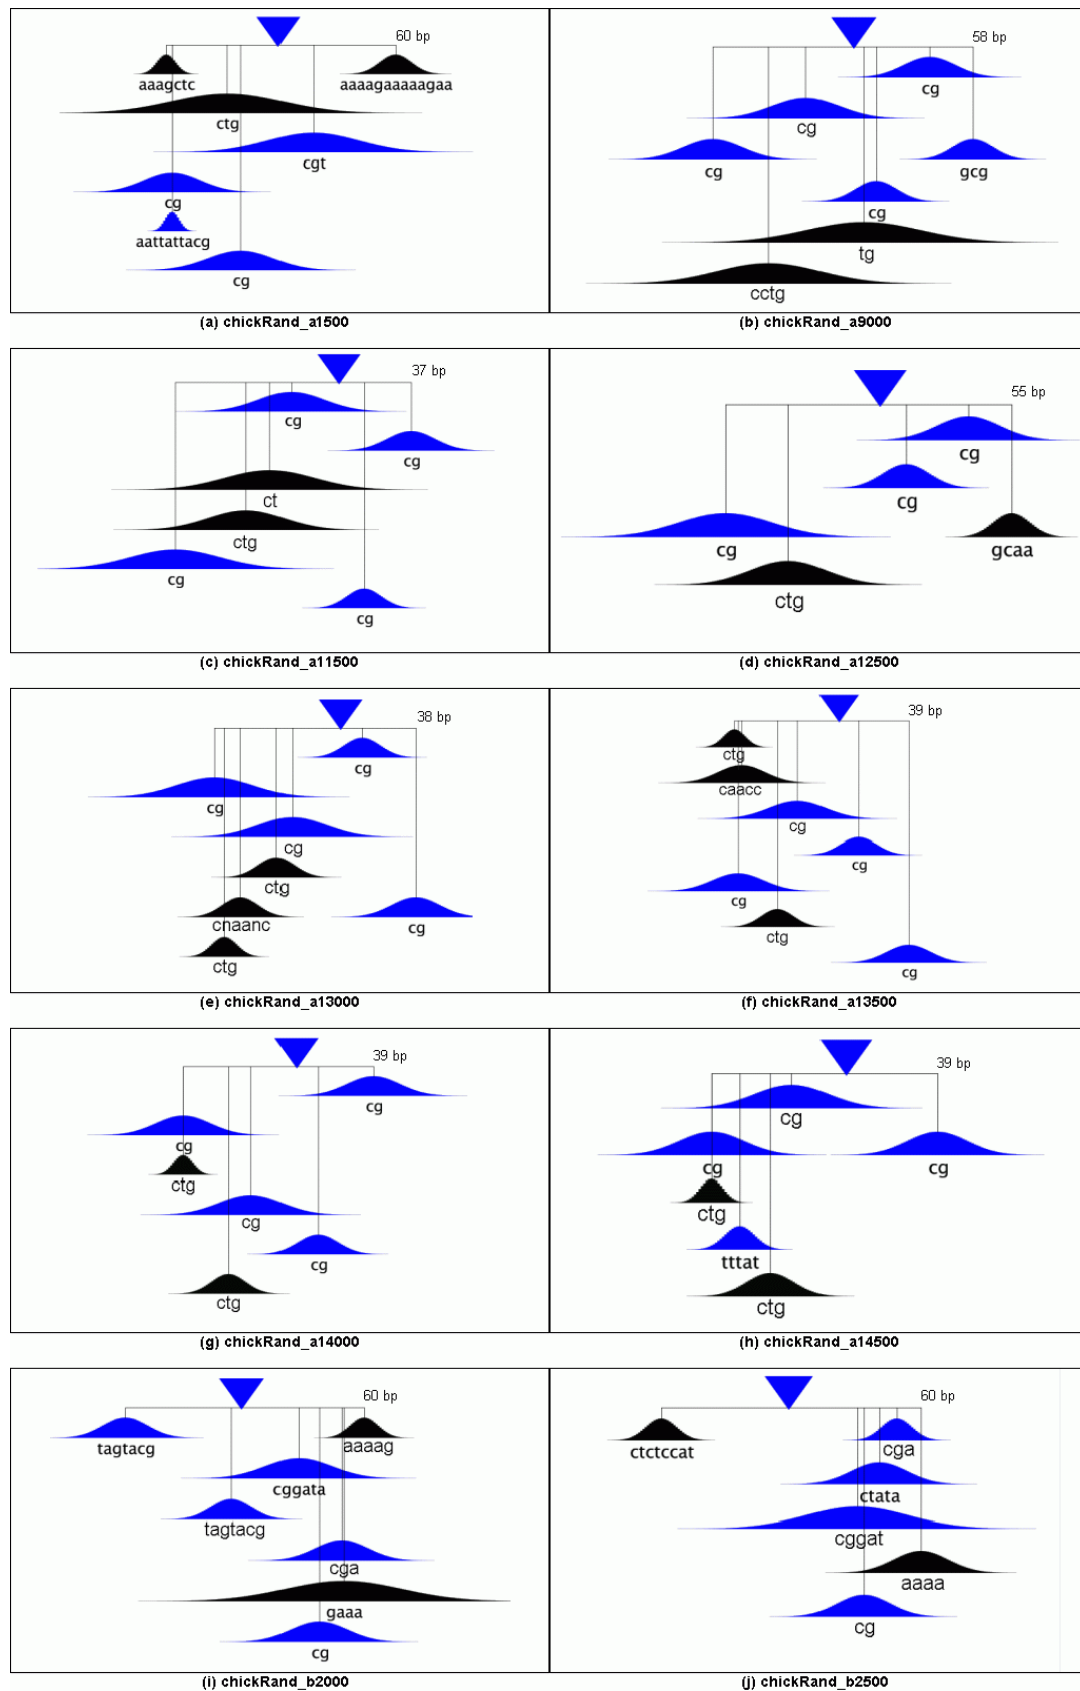 60 bp
aaagctc
aaaagaaaaagaa
ctg
cgt
cg
aattattacg
cg
(a) chickRand_a1500
58 bp
cg
cg
cg
gcg
cg
tg
cctg
(b) chickRand_a9000
37 bp
cg
cg
ct
ctg
cg
cg
(c) chickRand_a11500
55 bp
cg
cg
cg
gcaa
ctg
(d) chickRand_a12500
38 bp
cg
cg
cg
ctg
cnaanc
cg
ctg
(e) chickRand_a13000
39 bp
ctg
caacc
cg
cg
cg
ctg
cg
(f) chickRand_a13500
39 bp
cg
cg
ctg
cg
cg
ctg
(g) chickRand_a14000
39 bp
cg
cg
cg
ctg
tttat
ctg
(h) chickRand_a14500
60 bp
tagtacg
aaaag
cggata
tagtacg
cga
gaaa
cg
(i) chickRand_b2000
60 bp
ctctccat
cga
ctata
cggat
aaaa
cg
(j) chickRand_b2500